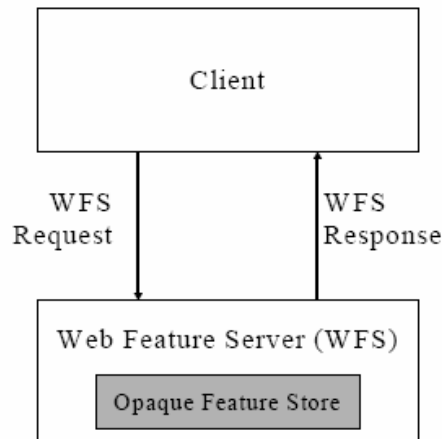 Client
WFS
Request
WFS
Response
Web Feature Server (WFS)
Opaque Feature Store